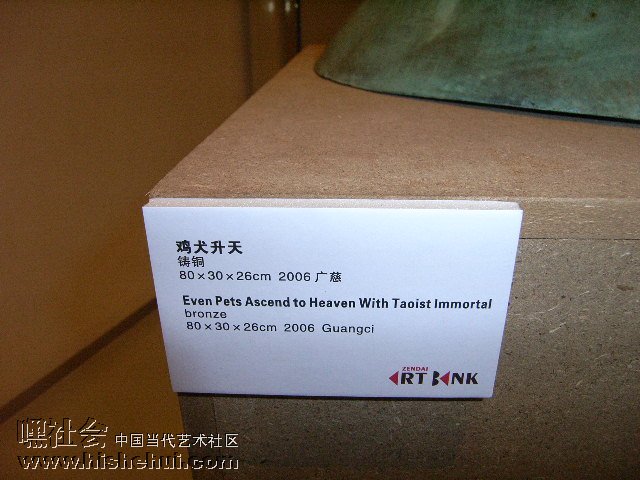 鸡犬升天
铸铜
80×30×26cm 2006 广慈
Even Pets Ascend to Heaven With Taoist Immortal
bronze
80×30×26cm 2006 Guangci
ZENDAI
ART BANK
嘿社会 中国当代艺术社区
www.hishehui.com